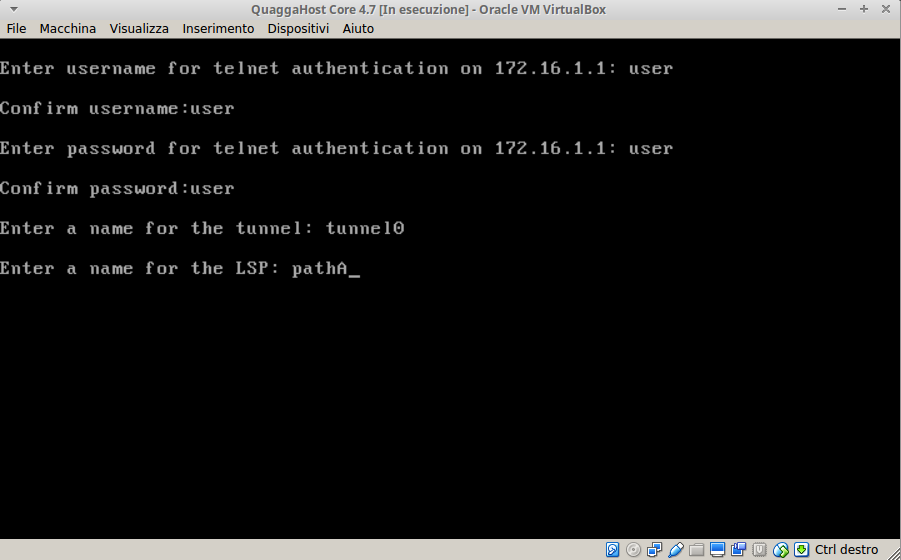 QuaggaHost Core 4.7 [In esecuzione] - Oracle VM VirtualBox
File Macchina Visualizza Inserimento Dispositivi Aiuto
Enter username for telnet authentication on 172.16.1.1: user
Confirm username:user
Enter password for telnet authentication on 172.16.1.1: user
Confirm password:user
Enter a name for the tunnel: tunnel0
Enter a name for the LSP: pathA_
Ctrl destro